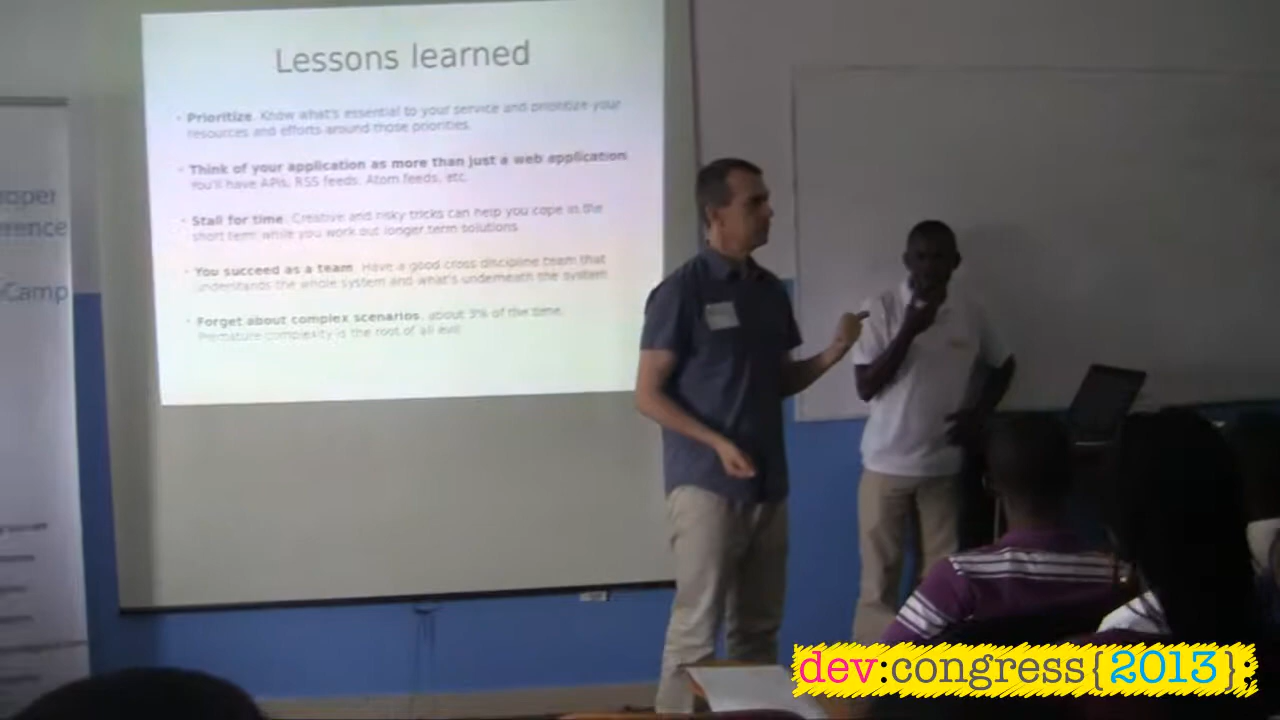 Lessons learned
Prioritize. Know what's essential to your service and prioritize your
resources and efforts around those priorities.
Think of your application as more than just a web application
You'll have APIs, RSS feeds, Atom feeds, etc.
Stall for time. Creative and risky tricks can help you cope in the
short term while you work out longer term solutions.
You succeed as a team. Have a good cross discipline team that
understands the whole system and what's underneath the system
Forget about complex scenarios. about 3% of the time.
Premature complexity is the root of all evil
oper
rence
Camp
dev:congress{2013};